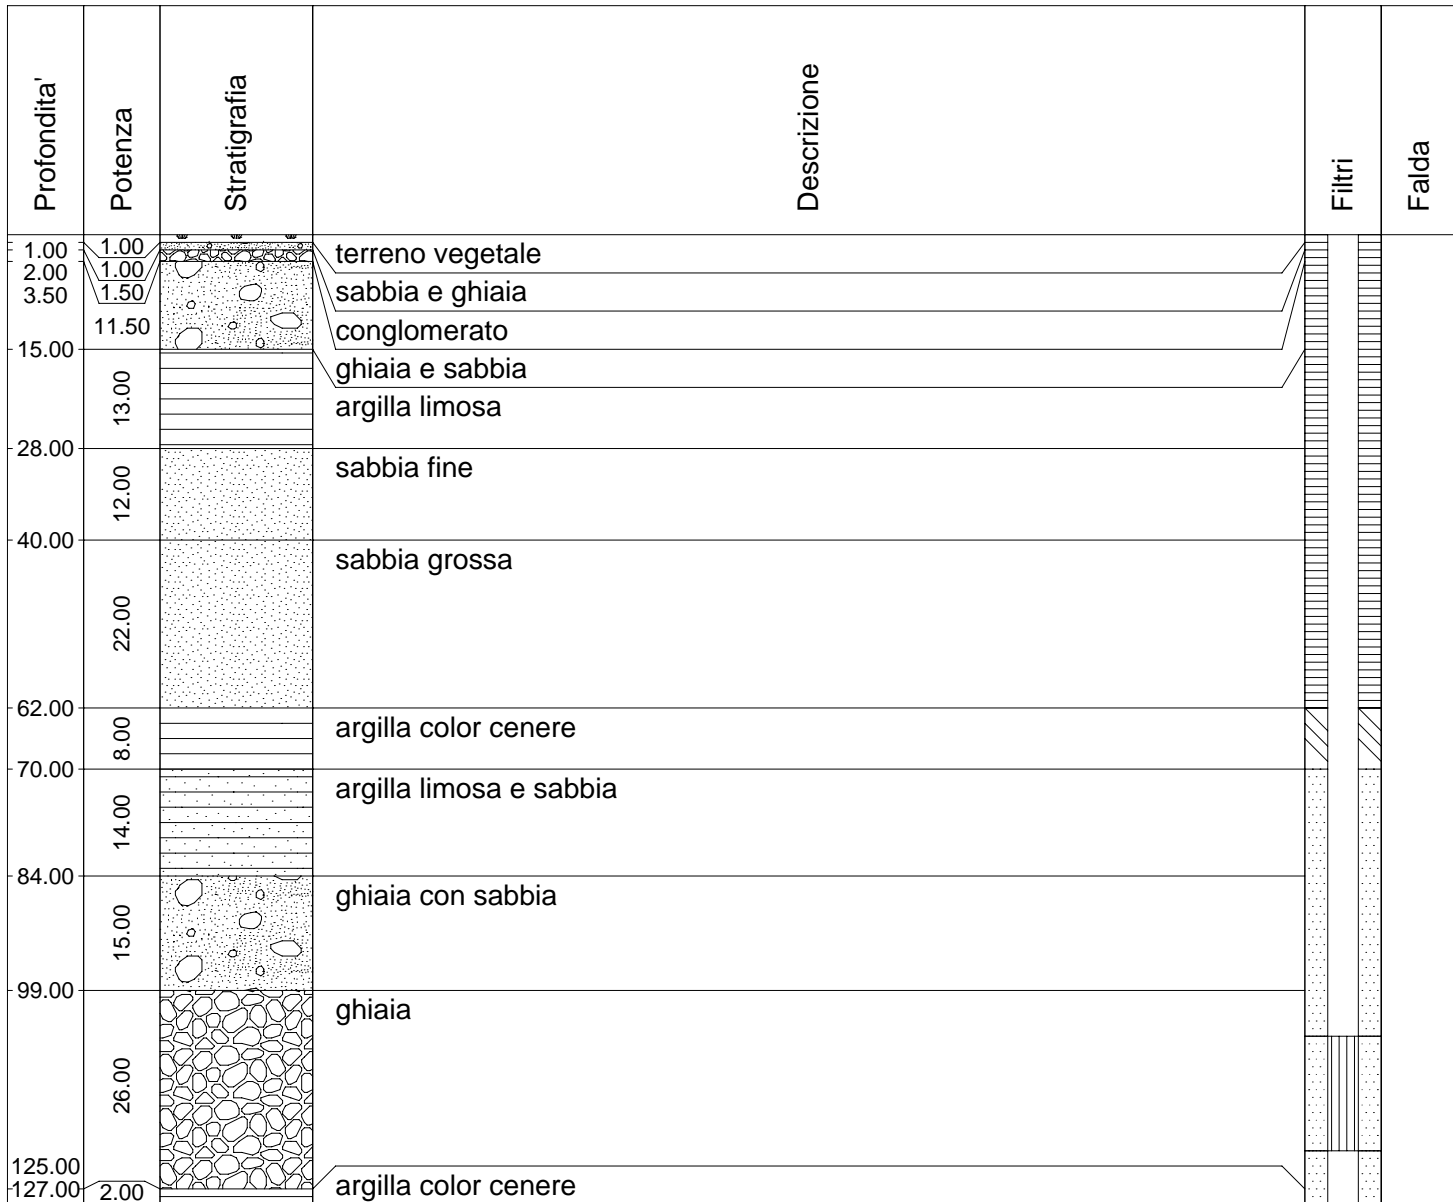 Profondita' Potenza Stratigrafia Descrizione Filtri Falda
1.00 1.00 terreno vegetale
2.00 1.00 sabbia e ghiaia
3.50 1.50 conglomerato
15.00 11.50 ghiaia e sabbia
28.00 13.00 argilla limosa
40.00 12.00 sabbia fine
62.00 22.00 sabbia grossa
70.00 8.00 argilla color cenere
84.00 14.00 argilla limosa e sabbia
99.00 15.00 ghiaia con sabbia
125.00 26.00 ghiaia
127.00 2.00 argilla color cenere